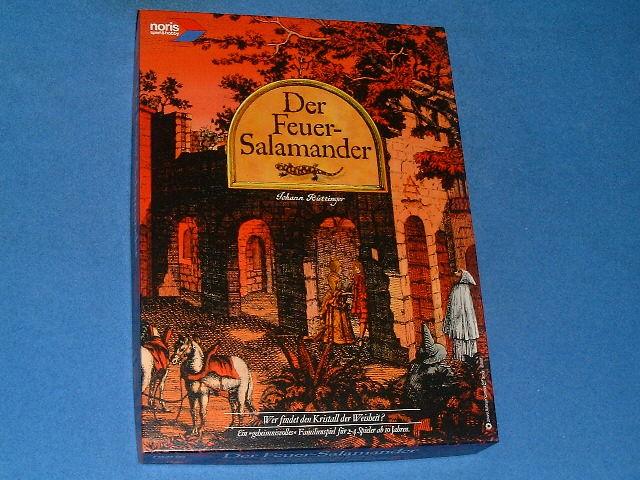 noris
spiel & hobby
Der
Feuer-
Salamander
Johann Rüttinger
Wer findet den Kristall der Weisheit?
Ein »geheimnisvolles« Familienspiel für 2-4 Spieler ab 10 Jahren.
Der Feuer-Salamander